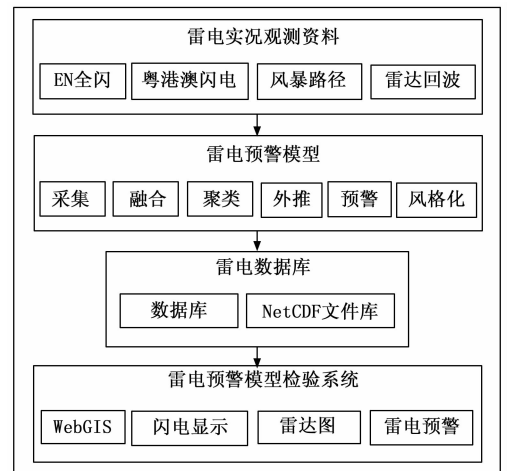 雷电实况观测资料
EN全闪 粤港澳闪电 风暴路径 雷达回波
雷电预警模型
采集 融合 聚类 外推 预警 风格化
雷电数据库
数据库 NetCDF文件库
雷电预警模型检验系统
WebGIS 闪电显示 雷达图 雷电预警